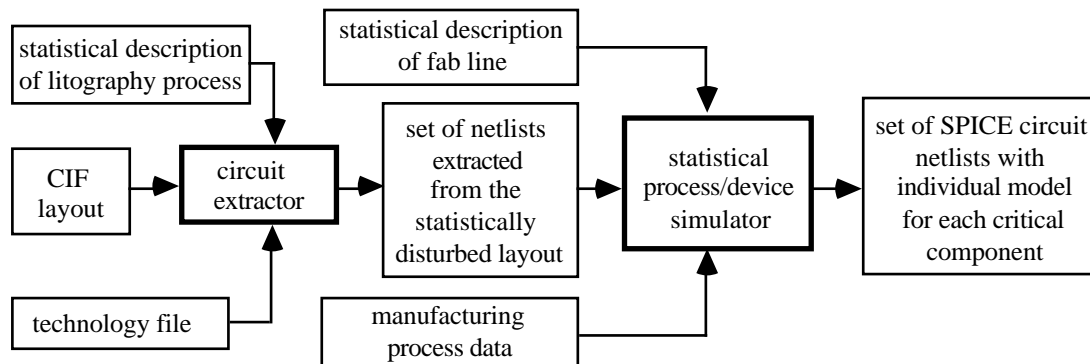 statistical description
of litography process
CIF
layout
technology file
circuit
extractor
statistical description
of fab line
set of netlists
extracted
from the
statistically
disturbed layout
manufacturing
process data
statistical
process/device
simulator
set of SPICE circuit
netlists with
individual model
for each critical
component